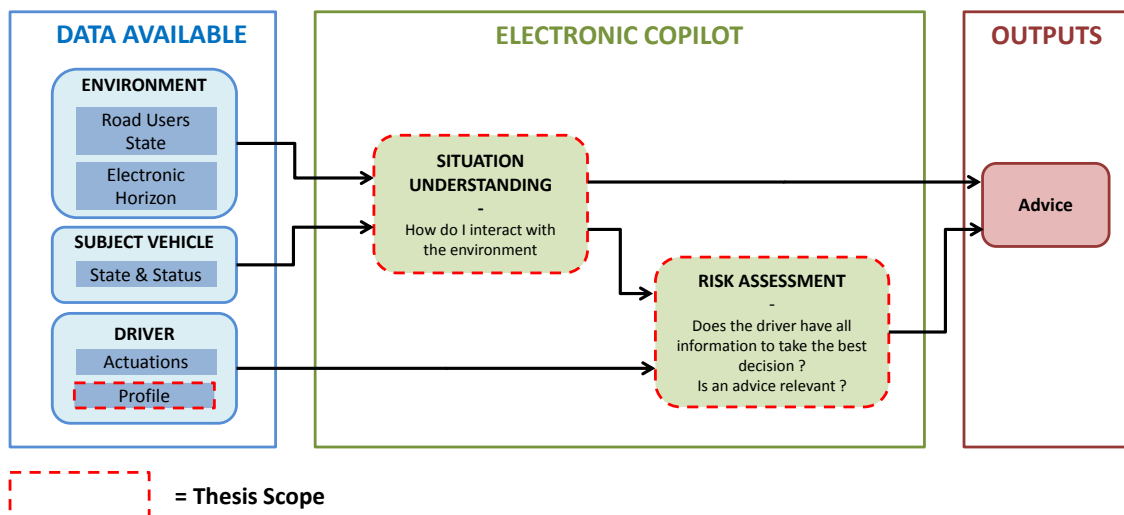 DATA AVAILABLE
ENVIRONMENT
Road Users
State
Electronic
Horizon
SUBJECT VEHICLE
State & Status
DRIVER
Actuations
Profile
ELECTRONIC COPILOT
SITUATION
UNDERSTANDING
-
How do I interact with
the environment
RISK ASSESSMENT
-
Does the driver have all
information to take the best
decision ?
Is an advice relevant ?
OUTPUTS
Advice
= Thesis Scope